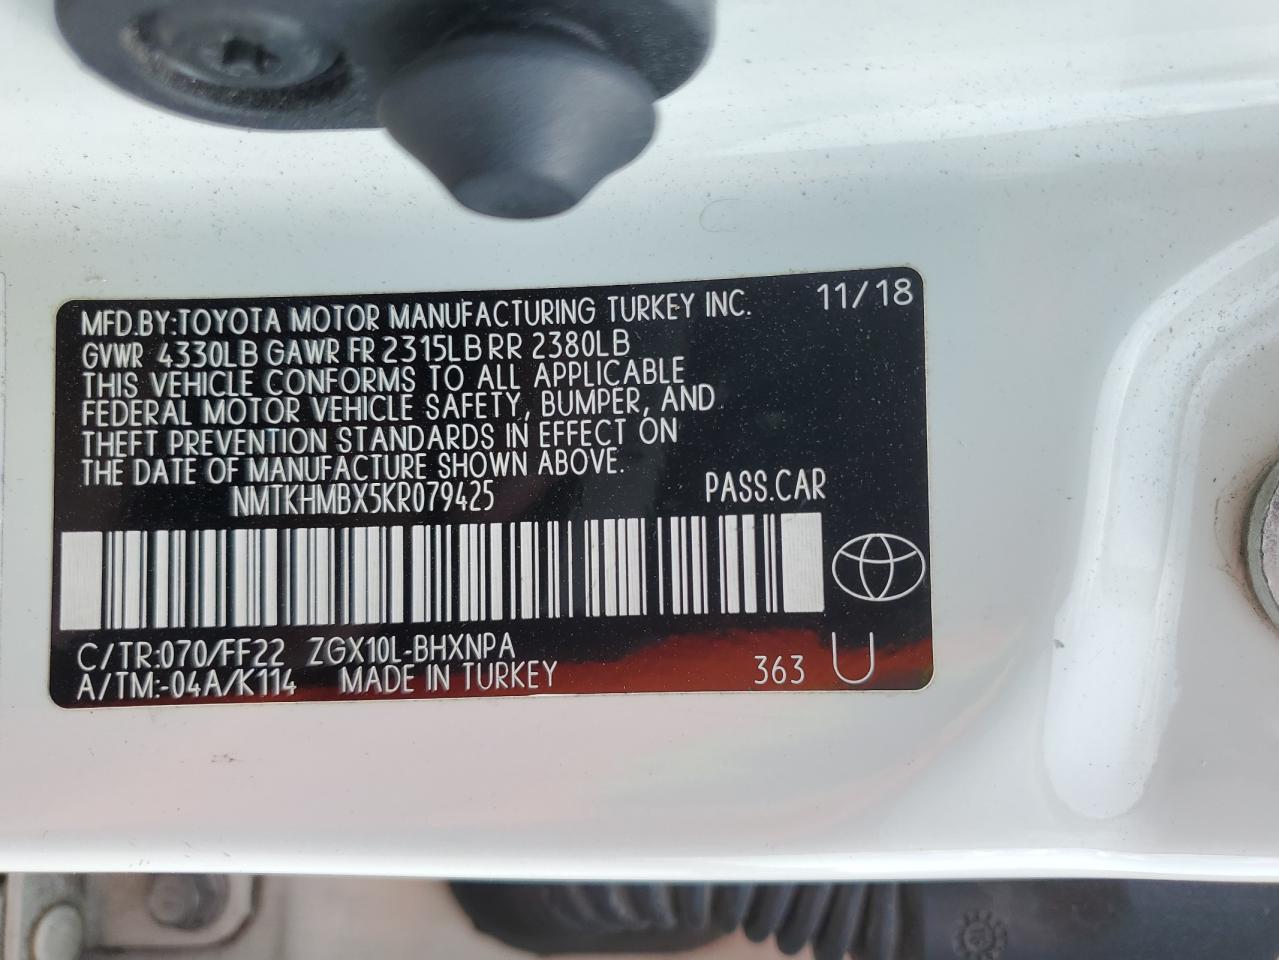 MFD.BY:TOYOTA MOTOR MANUFACTURING TURKEY INC. 11/18
GVWR 4330LB GAWR FR 2315LB RR 2380LB
THIS VEHICLE CONFORMS TO ALL APPLICABLE
FEDERAL MOTOR VEHICLE SAFETY, BUMPER, AND
THEFT PREVENTION STANDARDS IN EFFECT ON
THE DATE OF MANUFACTURE SHOWN ABOVE.
NMTKHMBX5KR079425 PASS.CAR
C/TR:070/FF22 ZGX10L-BHXNPA
A/TM:-04A/K114 MADE IN TURKEY 363 U